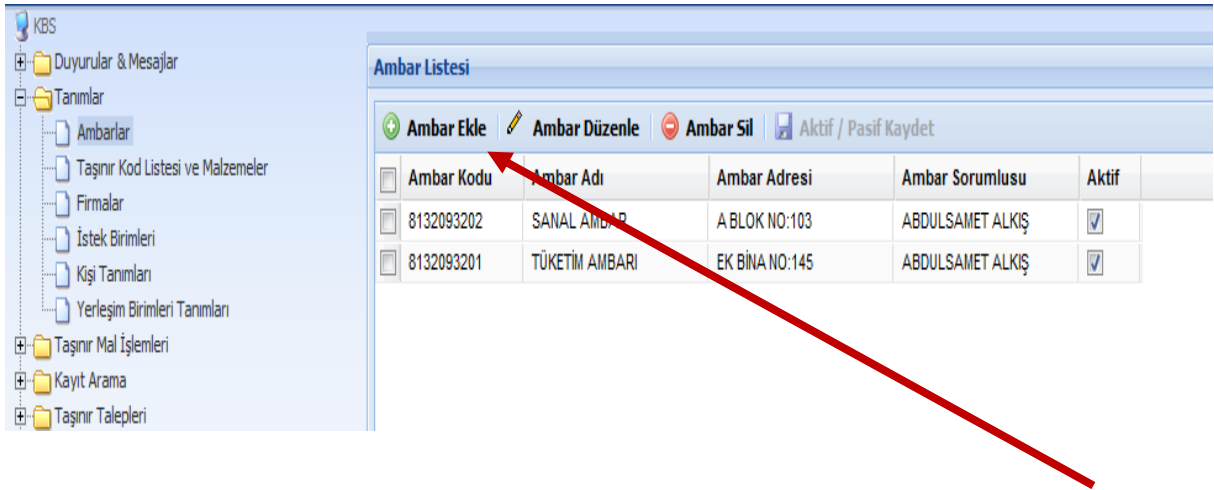 KBS
Duyurular & Mesajlar
Tanımlar
Ambarlar
Taşınır Kod Listesi ve Malzemeler
Firmalar
İstek Birimleri
Kişi Tanımları
Yerleşim Birimleri Tanımları
Taşınır Mal İşlemleri
Kayıt Arama
Taşınır Talepleri
Ambar Listesi
Ambar Ekle Ambar Düzenle Ambar Sil Aktif / Pasif Kaydet
Ambar Kodu Ambar Adı Ambar Adresi Ambar Sorumlusu Aktif
8132093202 SANAL AMBAR A BLOK NO:103 ABDULSAMET ALKIŞ
8132093201 TÜKETİM AMBARI EK BİNA NO:145 ABDULSAMET ALKIŞ